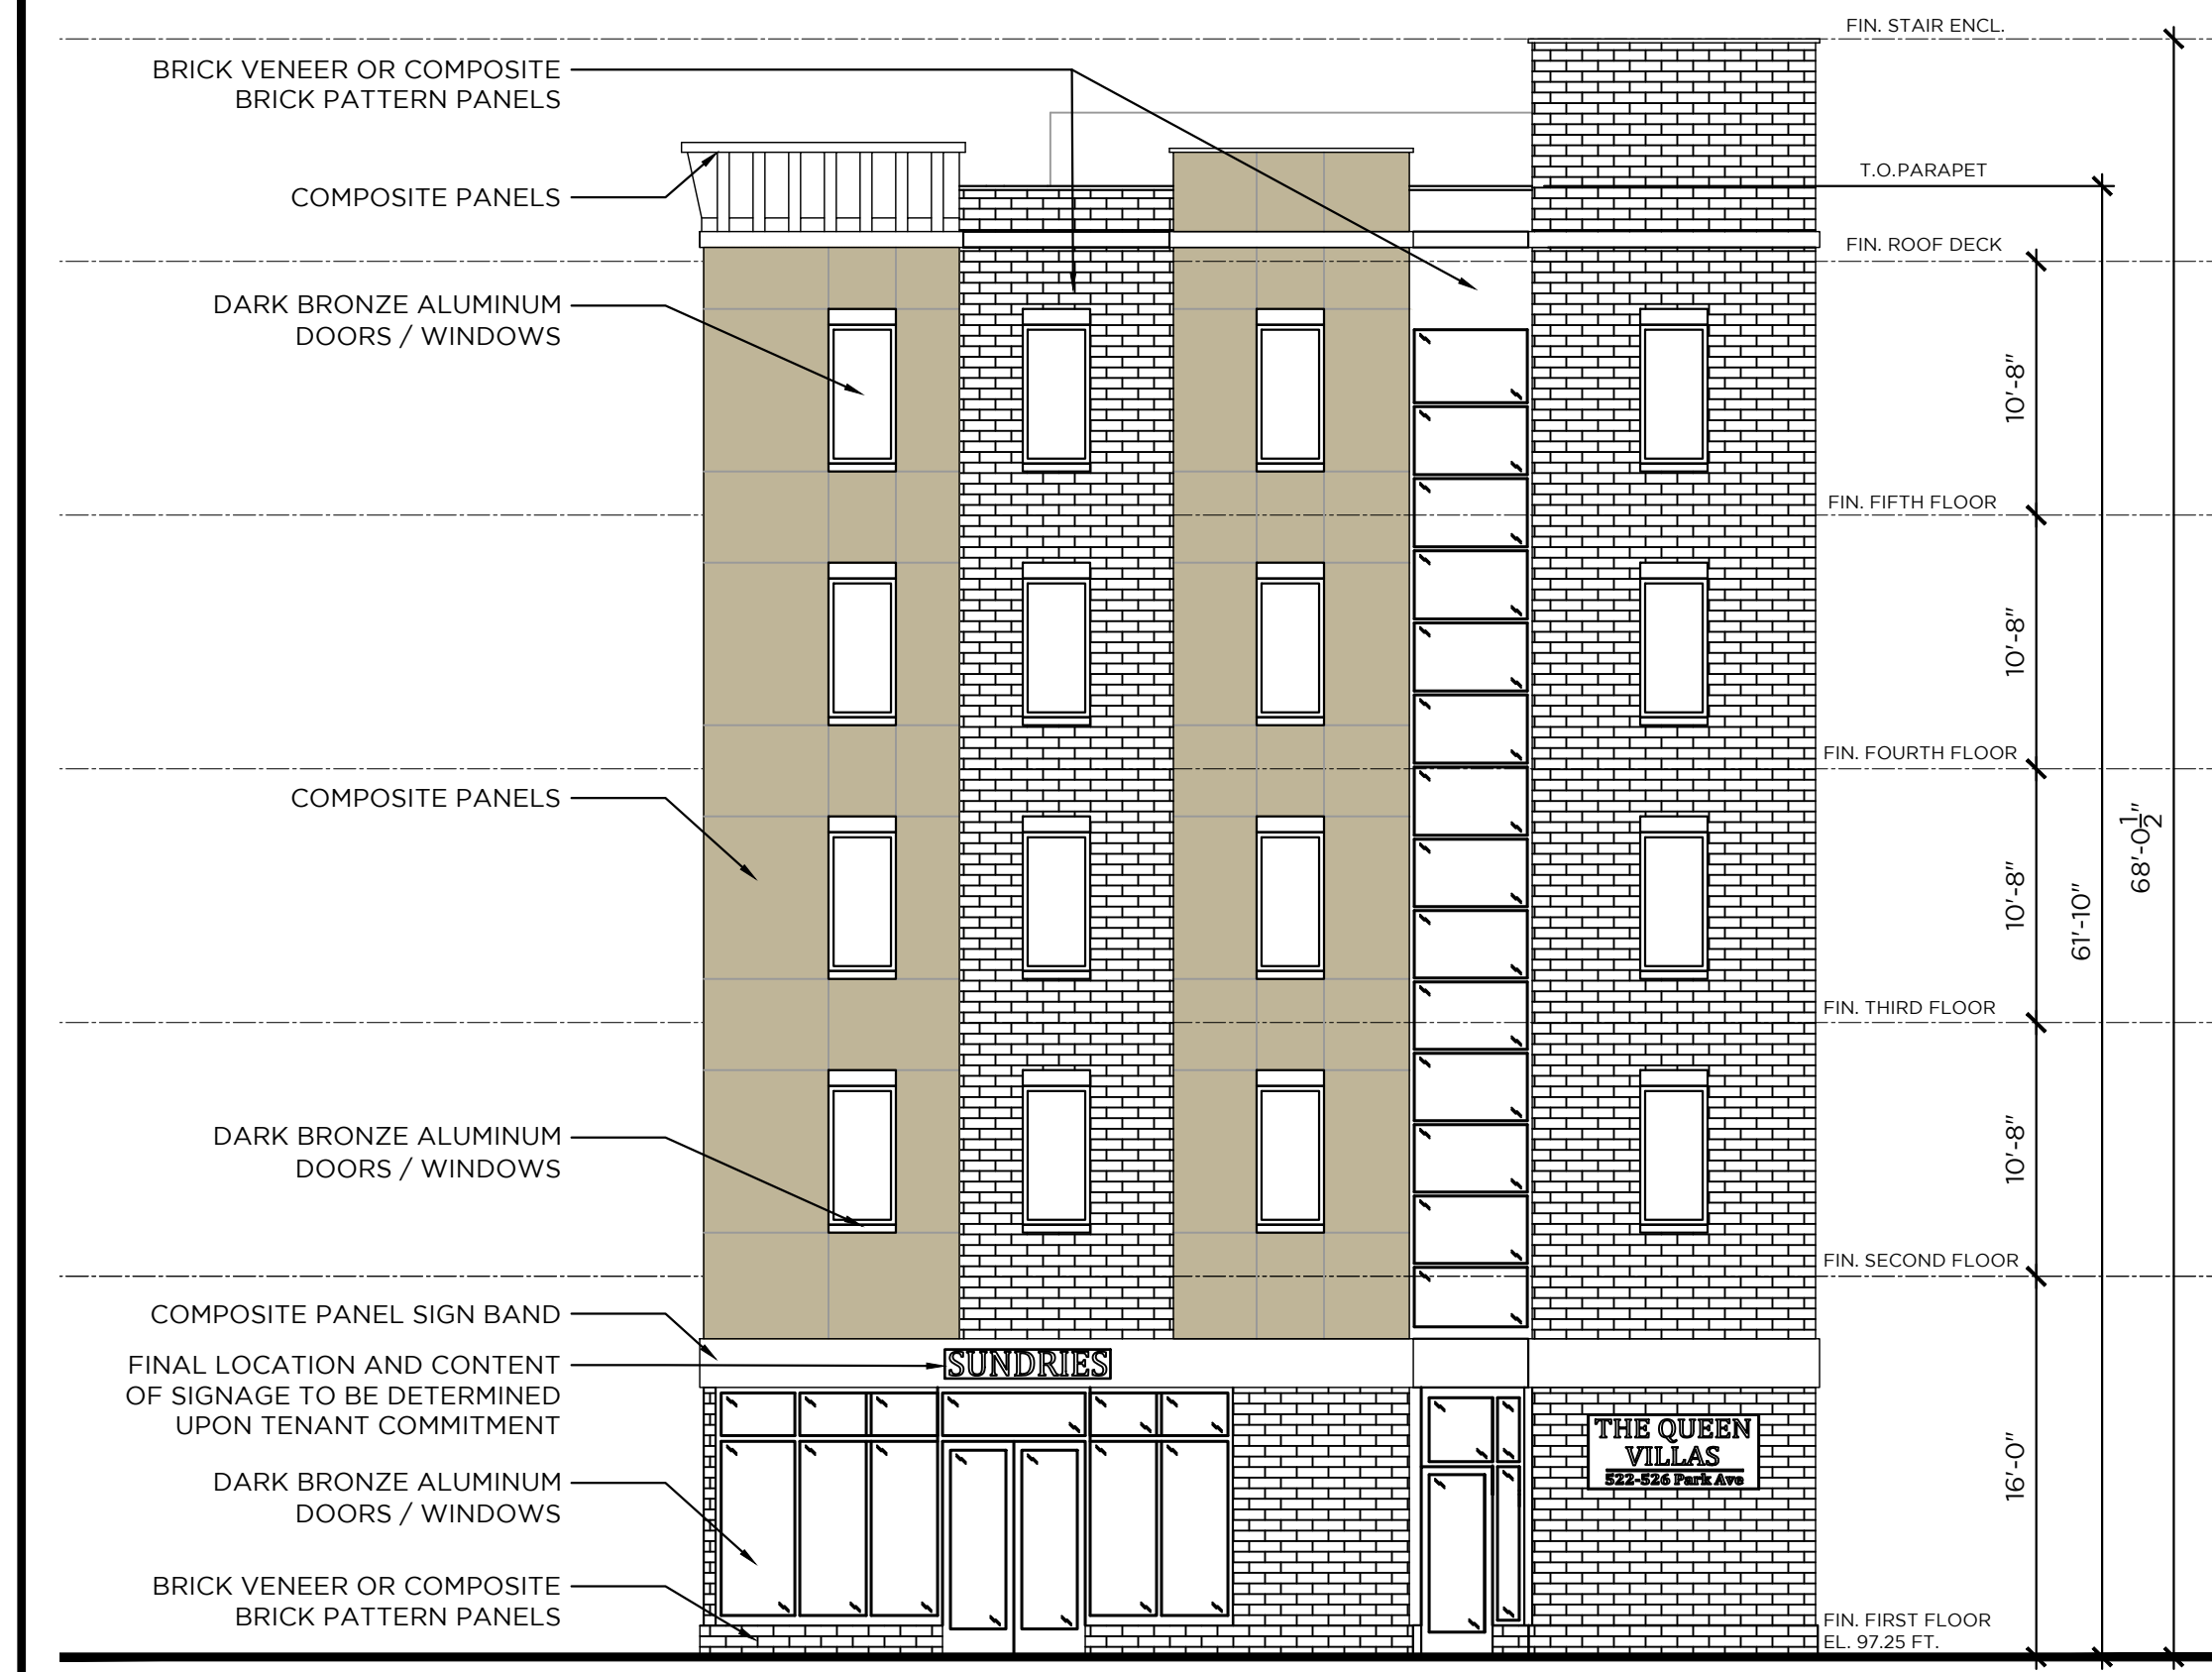 FIN. STAIR ENCL.
BRICK VENEER OR COMPOSITE
BRICK PATTERN PANELS
T.O.PARAPET
COMPOSITE PANELS
FIN. ROOF DECK
DARK BRONZE ALUMINUM
DOORS / WINDOWS
10'-8"
FIN. FIFTH FLOOR
10'-8"
FIN. FOURTH FLOOR
COMPOSITE PANELS
68'-0 1/2"
10'-8"
61'-10"
FIN. THIRD FLOOR
DARK BRONZE ALUMINUM
DOORS / WINDOWS
10'-8"
FIN. SECOND FLOOR
COMPOSITE PANEL SIGN BAND
FINAL LOCATION AND CONTENT
OF SIGNAGE TO BE DETERMINED
UPON TENANT COMMITMENT
SUNDRIES
THE QUEEN
VILLAS
522-526 Park Ave
16'-0"
DARK BRONZE ALUMINUM
DOORS / WINDOWS
BRICK VENEER OR COMPOSITE
BRICK PATTERN PANELS
FIN. FIRST FLOOR
EL. 97.25 FT.